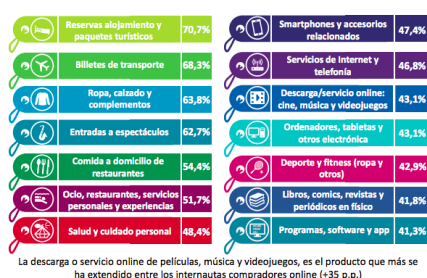 Reservas alojamiento y
paquetes turísticos
70,7%
Billetes de transporte
68,3%
Ropa, calzado y
complementos
63,8%
Entradas a espectáculos
62,7%
Comida a domicilio de
restaurantes
54,4%
Ocio, restaurantes, servicios
personales y experiencias
51,7%
Salud y cuidado personal
48,4%
Smartphones y accesorios
relacionados
47,4%
Servicios de Internet y
telefonía
46,8%
Descarga/servicio online:
cine, música y videojuegos
43,1%
Ordenadores, tabletas y
otros electrónica
43,1%
Deporte y fitness (ropa y
otros)
42,9%
Libros, comics, revistas y
periódicos en físico
41,8%
Programas, software y app
41,3%
La descarga o servicio online de películas, música y videojuegos, es el producto que más se
ha extendido entre los internautas compradores online (+35 p.p.)